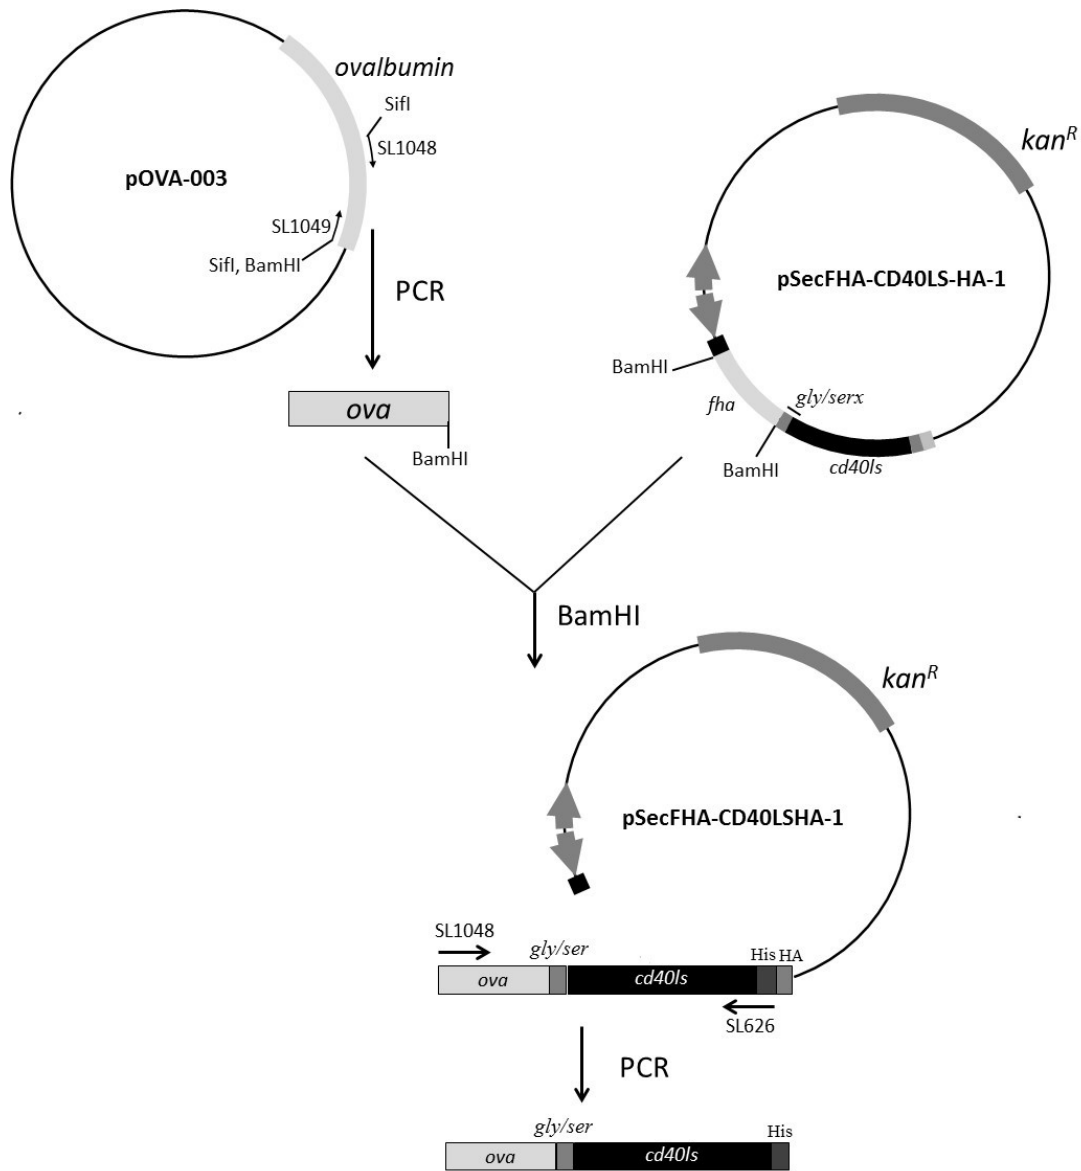 ovalbumin
SifI
SL1048
pOVA-003
SL1049
SifI, BamHI
PCR
ova
BamHI
kanR
pSecFHA-CD40LS-HA-1
BamHI
fha
gly/serx
BamHI
cd40ls
BamHI
kanR
pSecFHA-CD40LSHA-1
SL1048
gly/ser
His HA
ova
cd40ls
SL626
PCR
gly/ser
His
ova
cd40ls